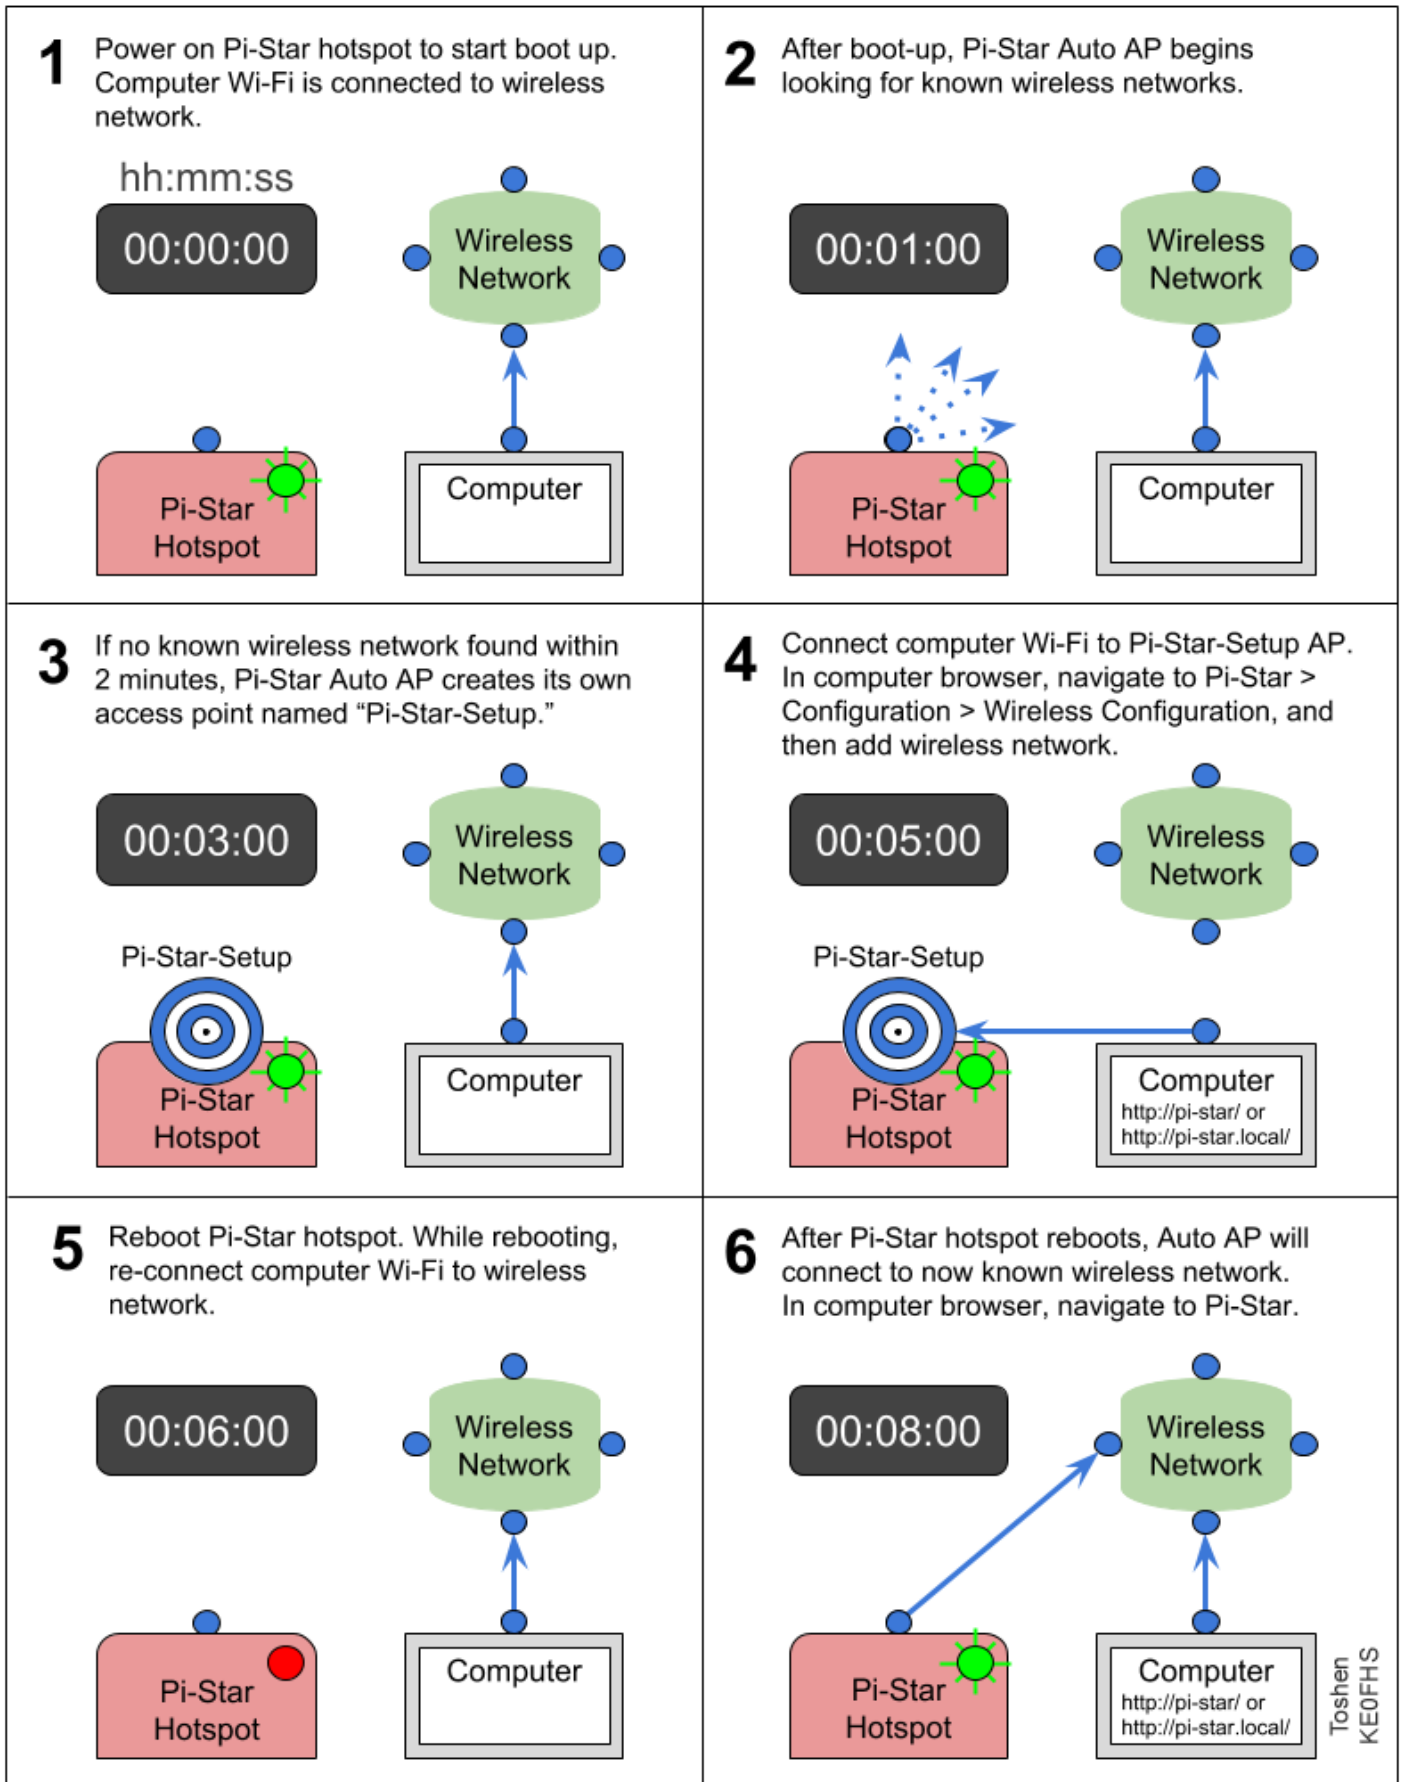 1
Power on Pi-Star hotspot to start boot up.
Computer Wi-Fi is connected to wireless
network.
hh:mm:ss
00:00:00
Wireless
Network
Pi-Star
Hotspot
Computer
2
After boot-up, Pi-Star Auto AP begins
looking for known wireless networks.
00:01:00
Wireless
Network
Pi-Star
Hotspot
Computer
3
If no known wireless network found within
2 minutes, Pi-Star Auto AP creates its own
access point named “Pi-Star-Setup.”
00:03:00
Wireless
Network
Pi-Star-Setup
Pi-Star
Hotspot
Computer
4
Connect computer Wi-Fi to Pi-Star-Setup AP.
In computer browser, navigate to Pi-Star >
Configuration > Wireless Configuration, and
then add wireless network.
00:05:00
Wireless
Network
Pi-Star-Setup
Pi-Star
Hotspot
Computer
http://pi-star/ or
http://pi-star.local/
5
Reboot Pi-Star hotspot. While rebooting,
re-connect computer Wi-Fi to wireless
network.
00:06:00
Wireless
Network
Pi-Star
Hotspot
Computer
6
After Pi-Star hotspot reboots, Auto AP will
connect to now known wireless network.
In computer browser, navigate to Pi-Star.
00:08:00
Wireless
Network
Pi-Star
Hotspot
Computer
http://pi-star/ or
http://pi-star.local/
Toshen
KE0FHS